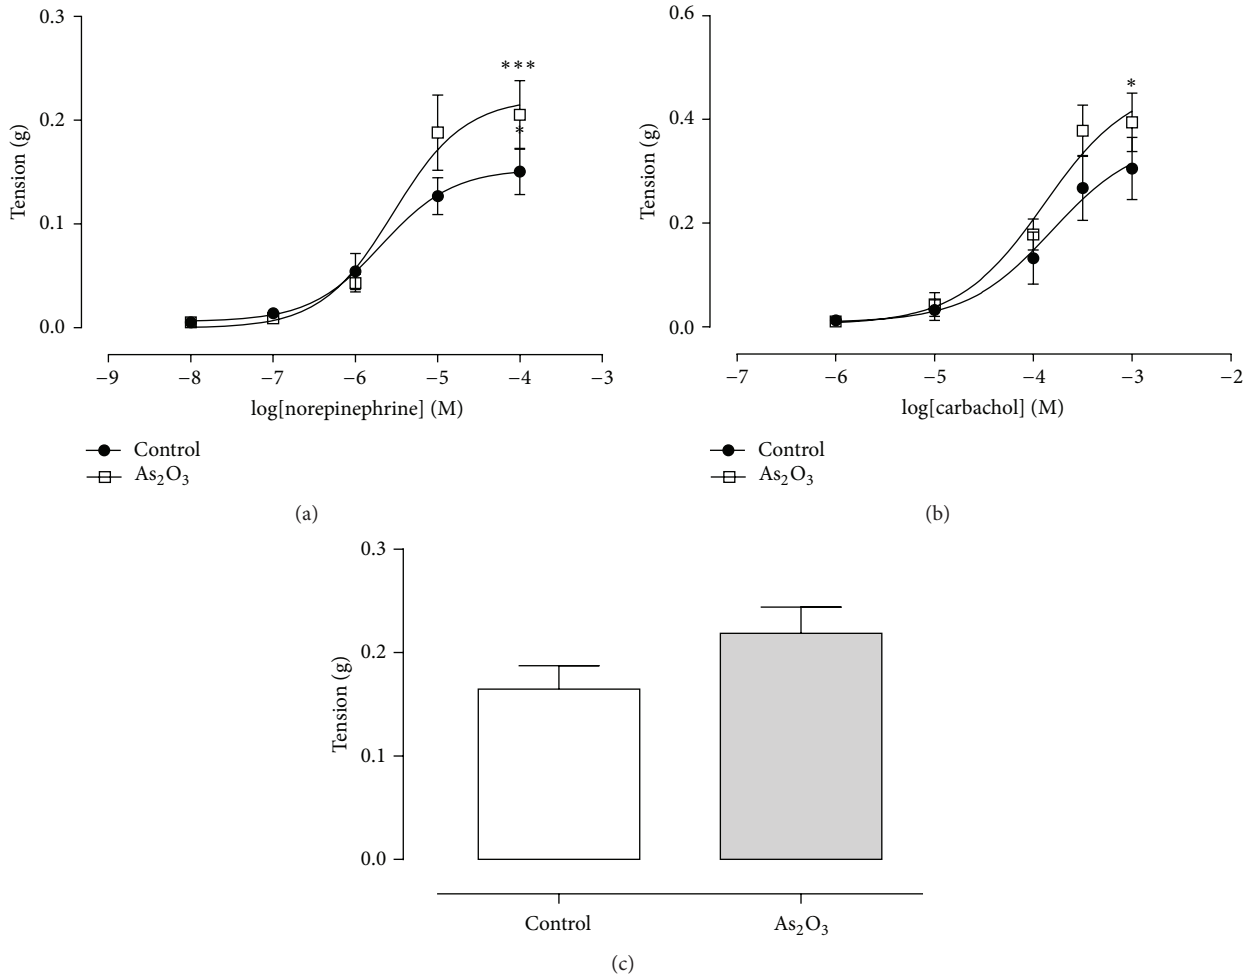 0.3
0.2
0.1
0.0
Tension (g)
***
*
−9 −8 −7 −6 −5 −4 −3
log[norepinephrine] (M)
Control
As₂O₃
(a)
0.6
0.4
0.2
0.0
Tension (g)
*
−7 −6 −5 −4 −3 −2
log[carbachol] (M)
Control
As₂O₃
(b)
0.3
0.2
0.1
0.0
Tension (g)
Control As₂O₃
(c)